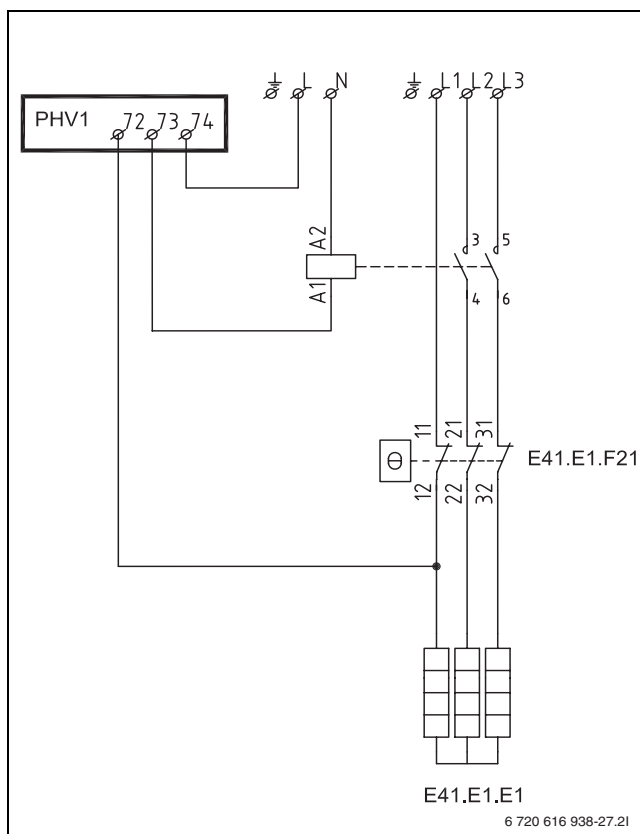 ⏚ L N ⏚ L1 L2 L3
PHV1 72 73 74
A2 3 5
A1 4 6
11 21 31
E41.E1.F21
12 22 32
E41.E1.E1
6 720 616 938-27.2I